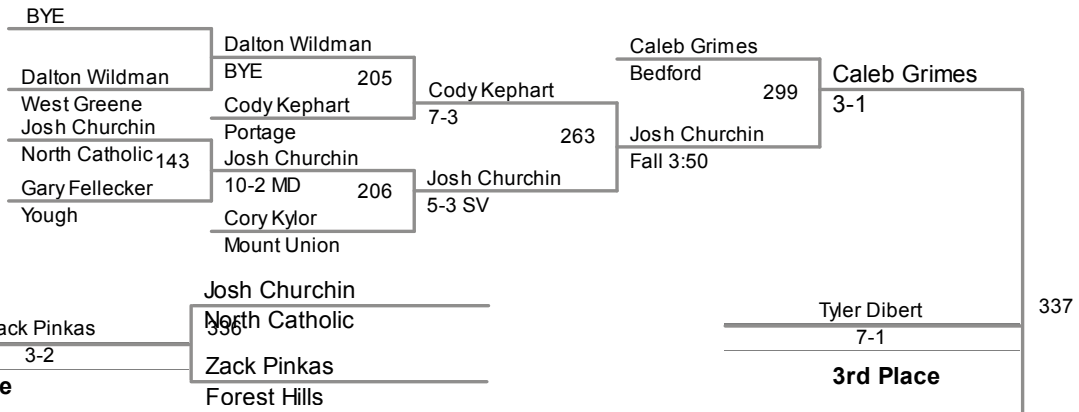 BYE
Dalton Wildman
West Greene
Josh Churchin
North Catholic
143
Gary Fellecker
Yough
Dalton Wildman
BYE
205
Cody Kephart
Portage
Josh Churchin
10-2 MD
206
Cory Kylor
Mount Union
Cody Kephart
7-3
263
Josh Churchin
5-3 SV
Caleb Grimes
Bedford
299
Josh Churchin
Fall 3:50
Caleb Grimes
3-1
Josh Churchin
North Catholic
336
ack Pinkas
3-2
e
Zack Pinkas
Forest Hills
Tyler Dibert
7-1
3rd Place
337